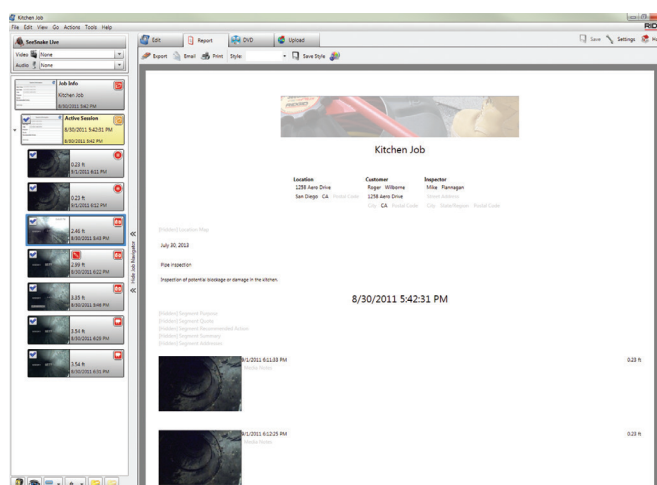 Kitchen Job
File Edit View Go Actions Tools Help
SeeSnake Live
Video None
Audio None
Edit Report DVD Upload
Save Settings
Export Email Print Style: Save Style
Job Info
Kitchen Job
8/30/2011 5:42 PM
Active Session
8/30/2011 5:42:31 PM
8/30/2011 5:42 PM
0.23 ft
9/1/2011 6:11 PM
0.23 ft
9/1/2011 6:12 PM
2.46 ft
8/30/2011 5:43 PM
2.99 ft
8/30/2011 6:22 PM
3.35 ft
8/30/2011 5:46 PM
3.54 ft
8/30/2011 6:25 PM
3.54 ft
8/30/2011 6:31 PM
Hide Job Navigator
RIDGID
Kitchen Job
Location Customer Inspector
1258 Aero Drive Roger Wilborne Mike Flannagan
San Diego CA Postal Code 1258 Aero Drive Street Address
City CA Postal Code City State/Region Postal Code
[Hidden] Location Map
July 30, 2013
Pipe Inspection
Inspection of potential blockage or damage in the kitchen.
8/30/2011 5:42:31 PM
[Hidden] Segment Purpose
[Hidden] Segment Quote
[Hidden] Segment Recommended Action
[Hidden] Segment Summary
[Hidden] Segment Addendum
9/1/2011 6:11:33 PM 0.23 ft
Media Notes
9/1/2011 6:12:25 PM 0.23 ft
Media Notes